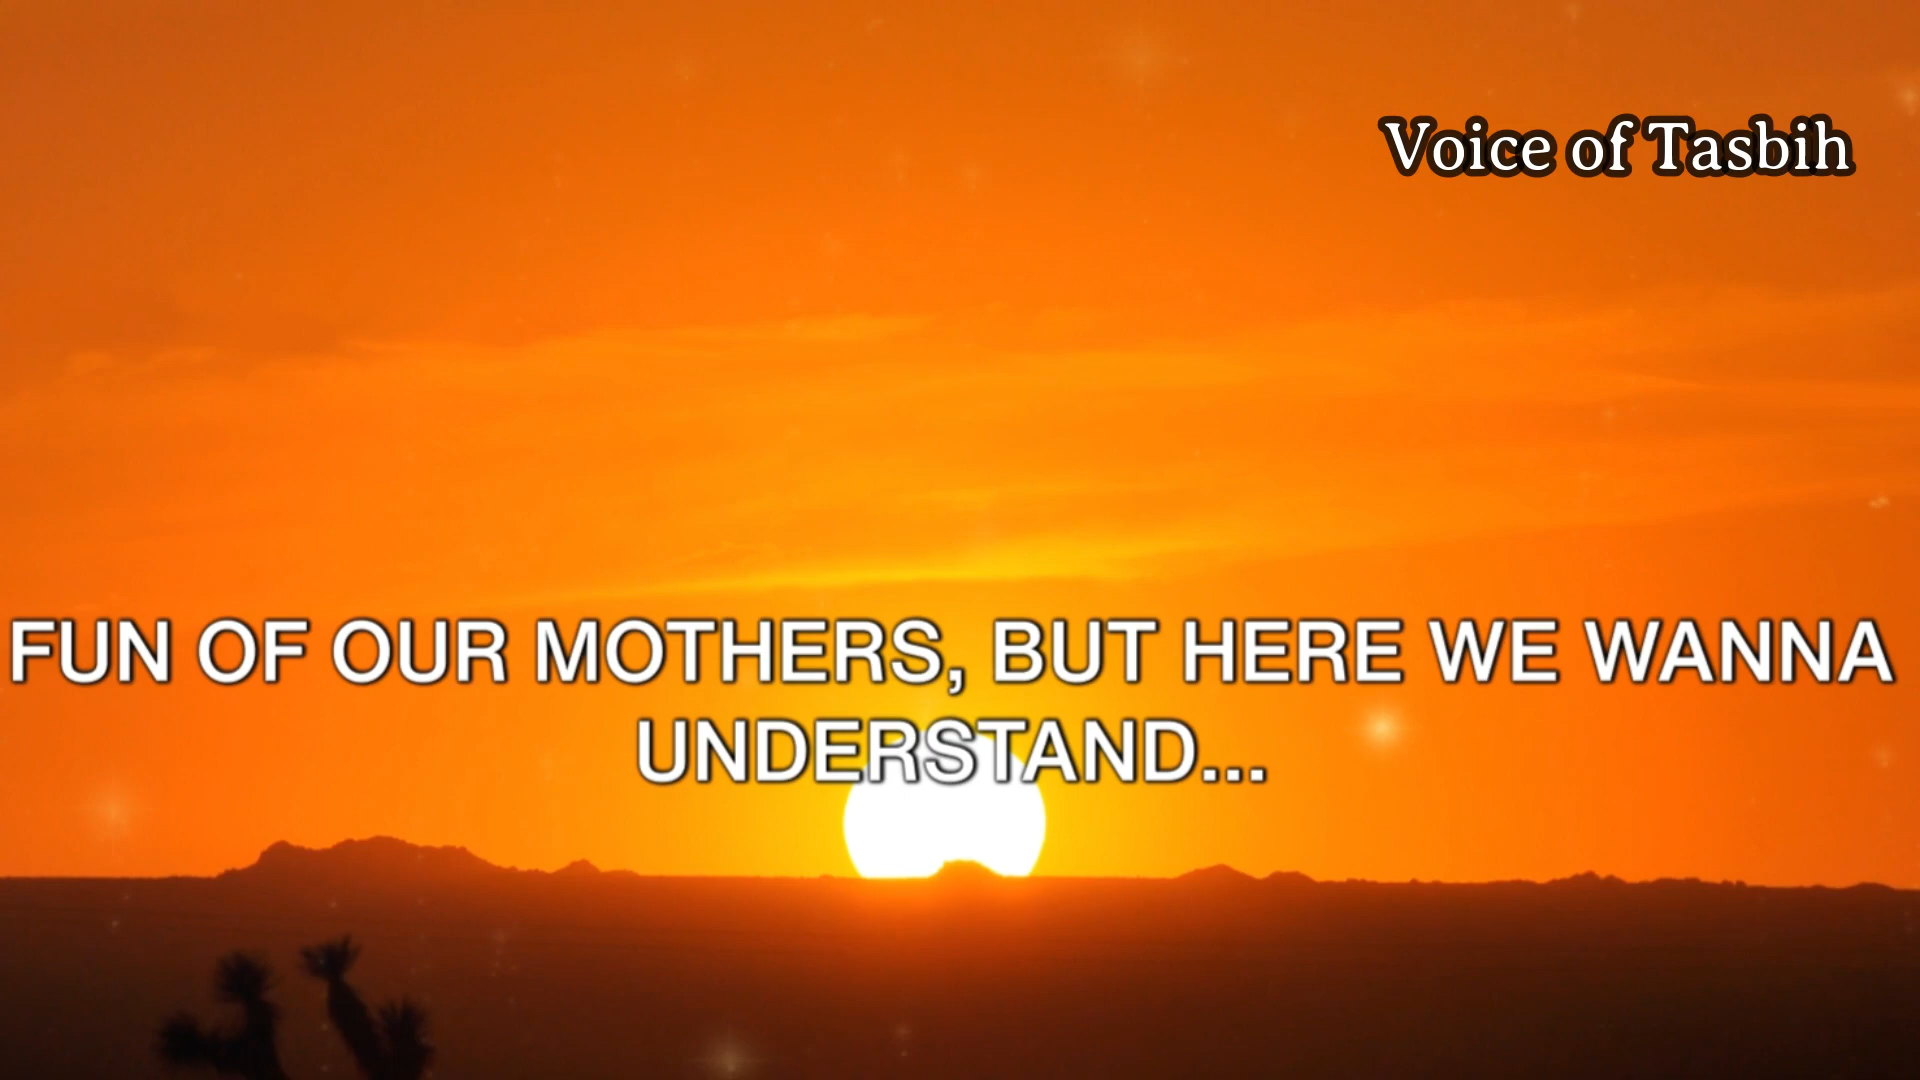 Voice of Tasbih
FUN OF OUR MOTHERS, BUT HERE WE WANNA
UNDERSTAND...